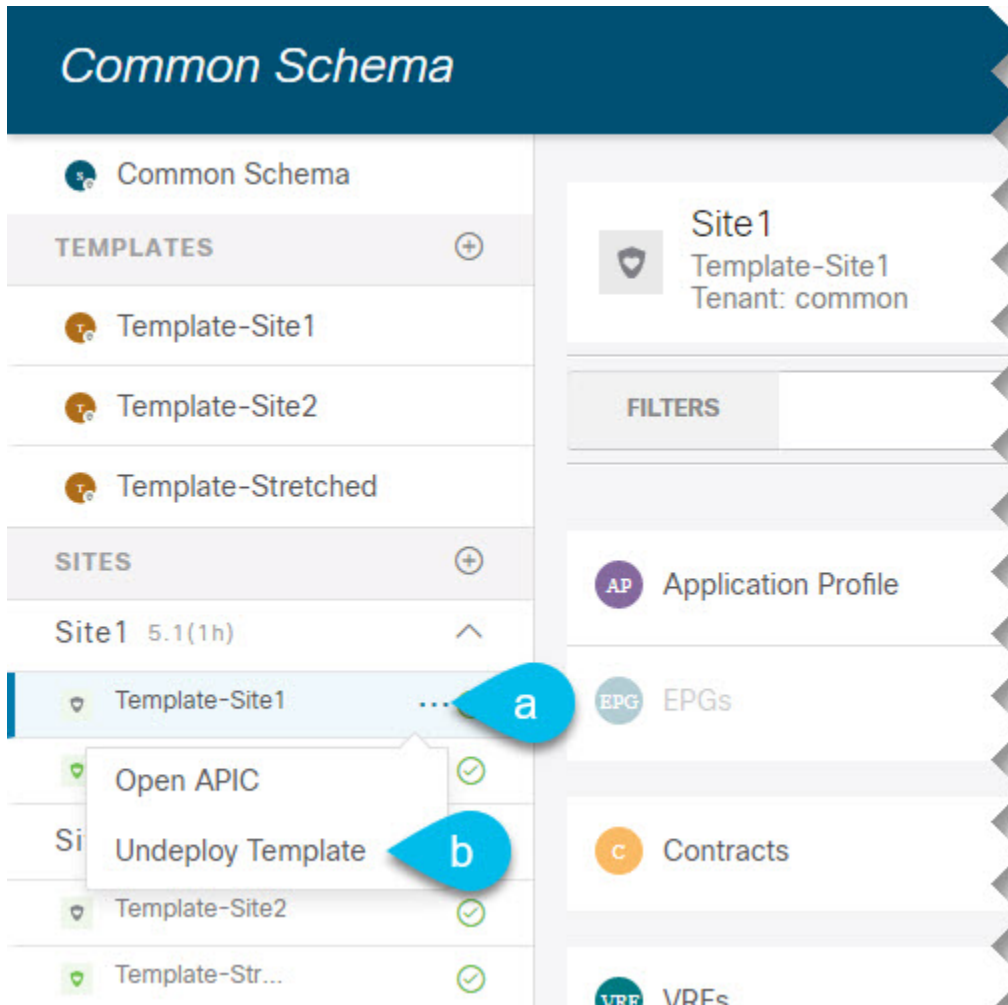 Common Schema
Common Schema
TEMPLATES
Template-Site1
Template-Site2
Template-Stretched
SITES
Site1 5.1(1h)
Template-Site1
a
Open APIC
Si
Undeploy Template
b
Template-Site2
Template-Str...
Site1
Template-Site1
Tenant: common
FILTERS
AP Application Profile
EPG EPGs
C Contracts
VRF VRFs